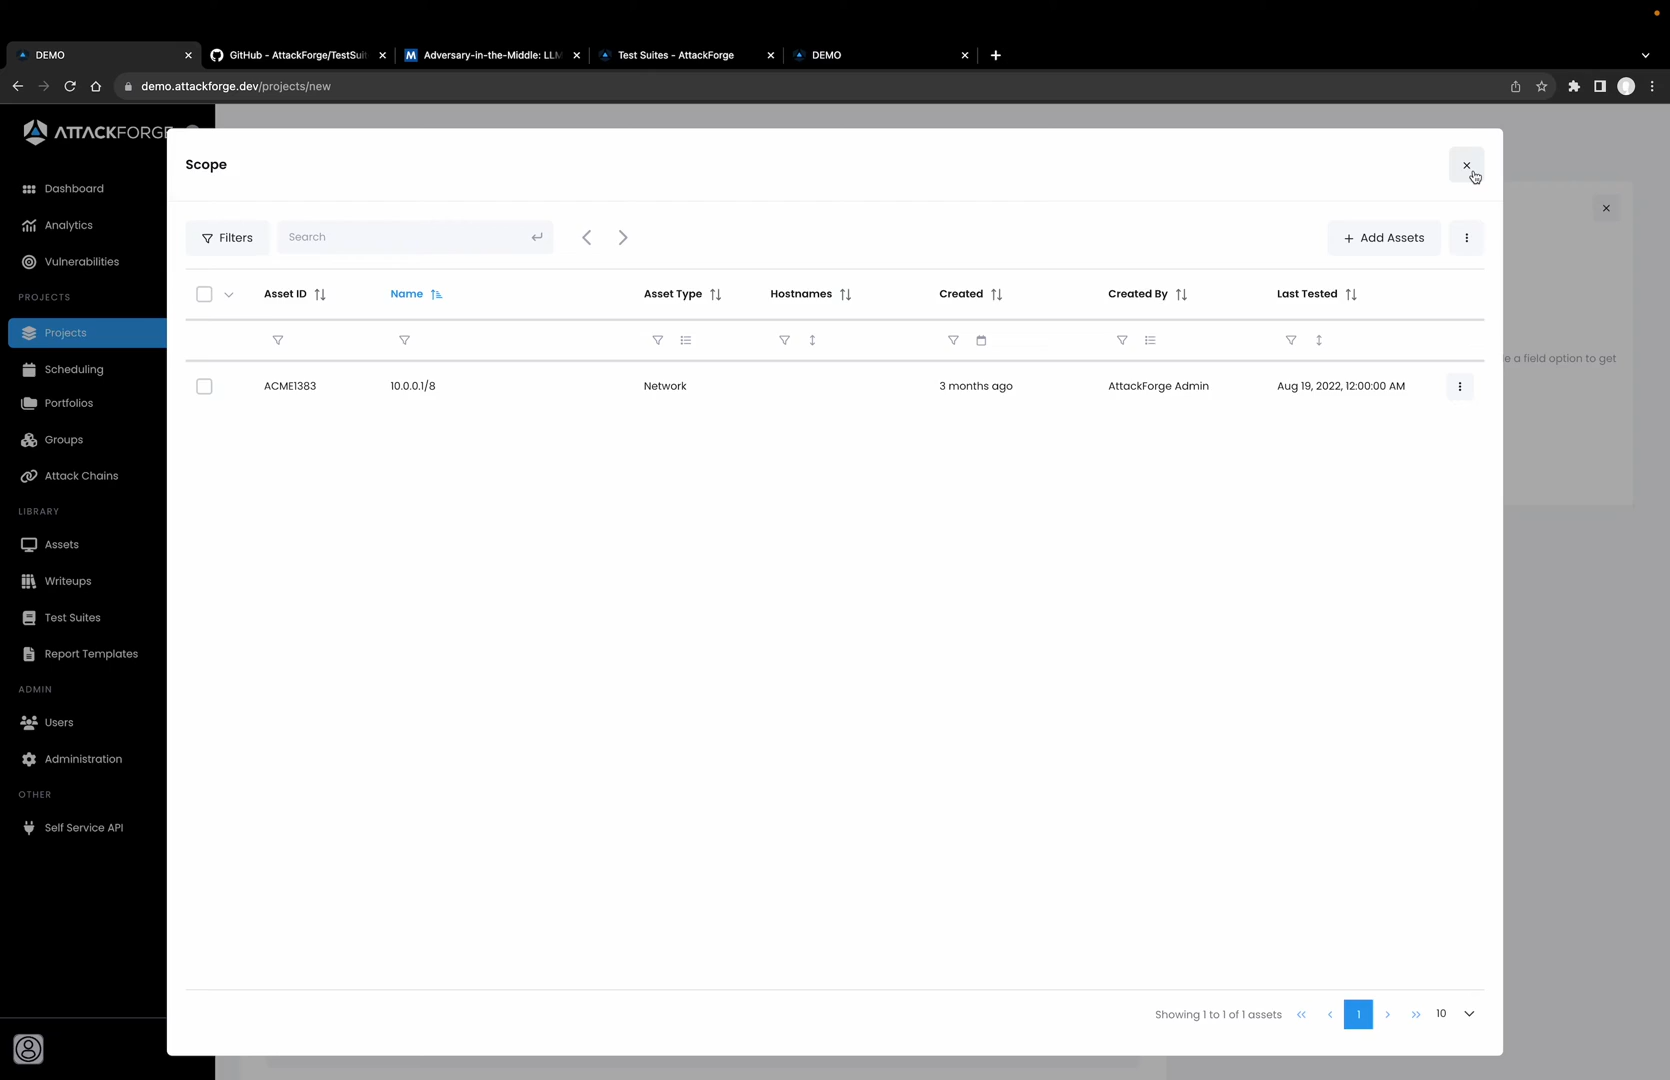 DEMO
GitHub - AttackForge/TestSuit
Adversary-in-the-Middle: LLM
Test Suites - AttackForge
DEMO
demo.attackforge.dev/projects/new
ATTACKFORGE
Dashboard
Analytics
Vulnerabilities
PROJECTS
Projects
Scheduling
Portfolios
Groups
Attack Chains
LIBRARY
Assets
Writeups
Test Suites
Report Templates
ADMIN
Users
Administration
OTHER
Self Service API
Scope
Filters
Search
+ Add Assets
Asset ID
Name
Asset Type
Hostnames
Created
Created By
Last Tested
ACME1383
10.0.0.1/8
Network
3 months ago
AttackForge Admin
Aug 19, 2022, 12:00:00 AM
e a field option to get
Showing 1 to 1 of 1 assets
1
10